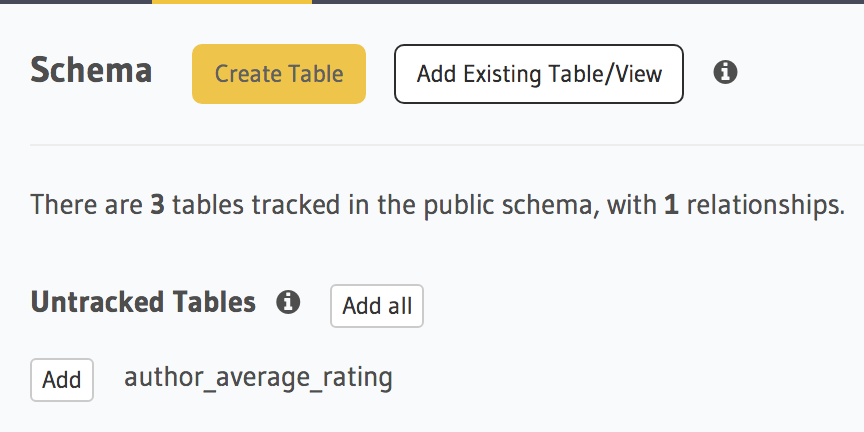 Schema Create Table Add Existing Table/View
There are 3 tables tracked in the public schema, with 1 relationships.
Untracked Tables Add all
Add author_average_rating